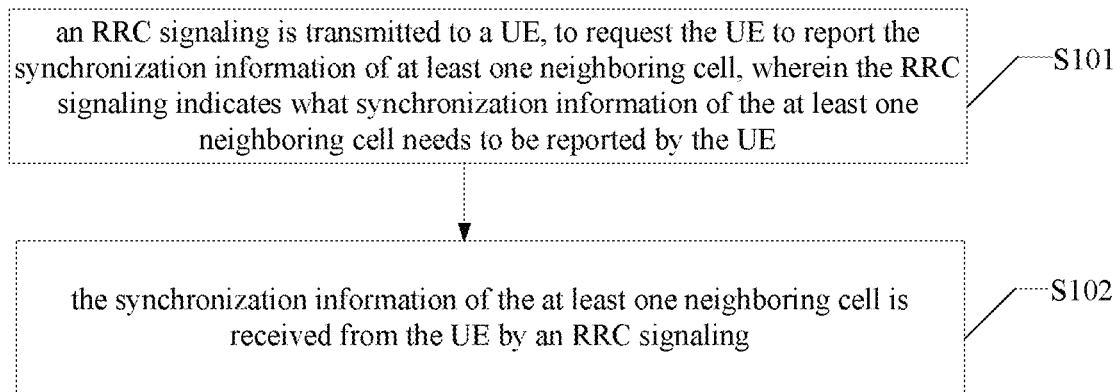 an RRC signaling is transmitted to a UE, to request the UE to report the
synchronization information of at least one neighboring cell, wherein the RRC
signaling indicates what synchronization information of the at least one
neighboring cell needs to be reported by the UE
S101
the synchronization information of the at least one neighboring cell is
received from the UE by an RRC signaling
S102